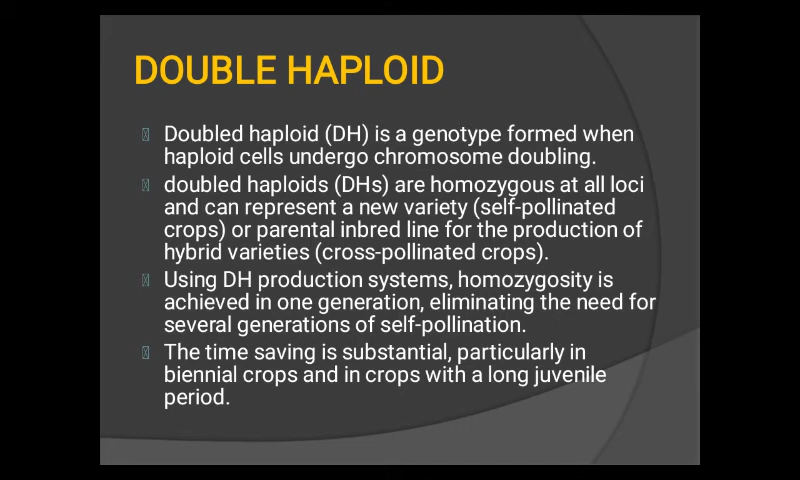 DOUBLE HAPLOID
Doubled haploid (DH) is a genotype formed when
haploid cells undergo chromosome doubling.
doubled haploids (DHs) are homozygous at all loci
and can represent a new variety (self-pollinated
crops) or parental inbred line for the production of
hybrid varieties (cross-pollinated crops).
Using DH production systems, homozygosity is
achieved in one generation, eliminating the need for
several generations of self-pollination.
The time saving is substantial, particularly in
biennial crops and in crops with a long juvenile
period.